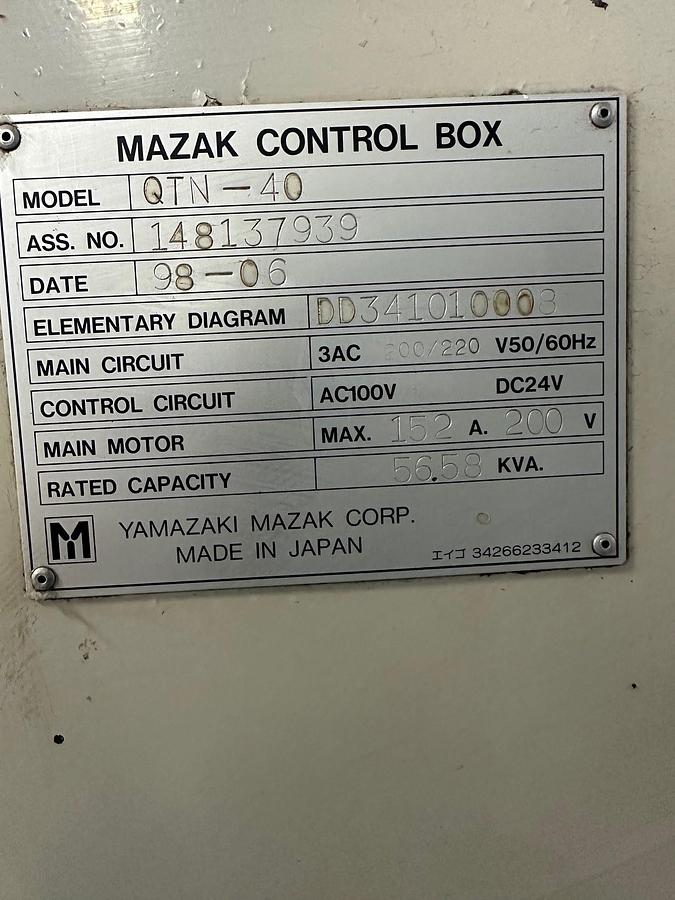 MAZAK CONTROL BOX
MODEL QTN-40
ASS. NO. 148137939
DATE 98-06
ELEMENTARY DIAGRAM DD3410100008
MAIN CIRCUIT 3AC 200/220 V50/60Hz
CONTROL CIRCUIT AC100V DC24V
MAIN MOTOR MAX. 152 A. 200 V
RATED CAPACITY 56.58 KVA.
YAMAZAKI MAZAK CORP.
MADE IN JAPAN
エイコ 34266233412